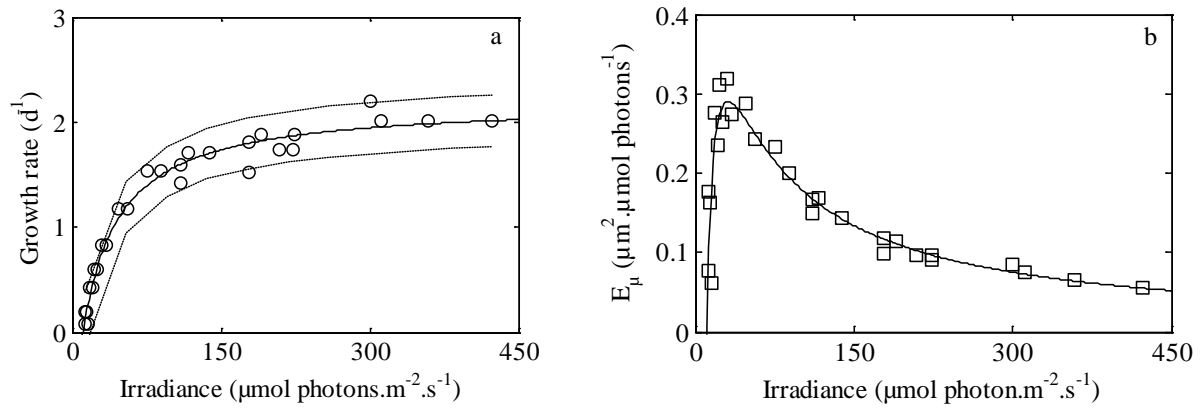 3
2
1
0
0 150 300 450
a
Growth rate (d⁻¹)
Irradiance (µmol photons.m⁻².s⁻¹)
0.4
0.3
0.2
0.1
0
0 150 300 450
b
E_µ (µm².µmol photons⁻¹)
Irradiance (µmol photon.m⁻².s⁻¹)